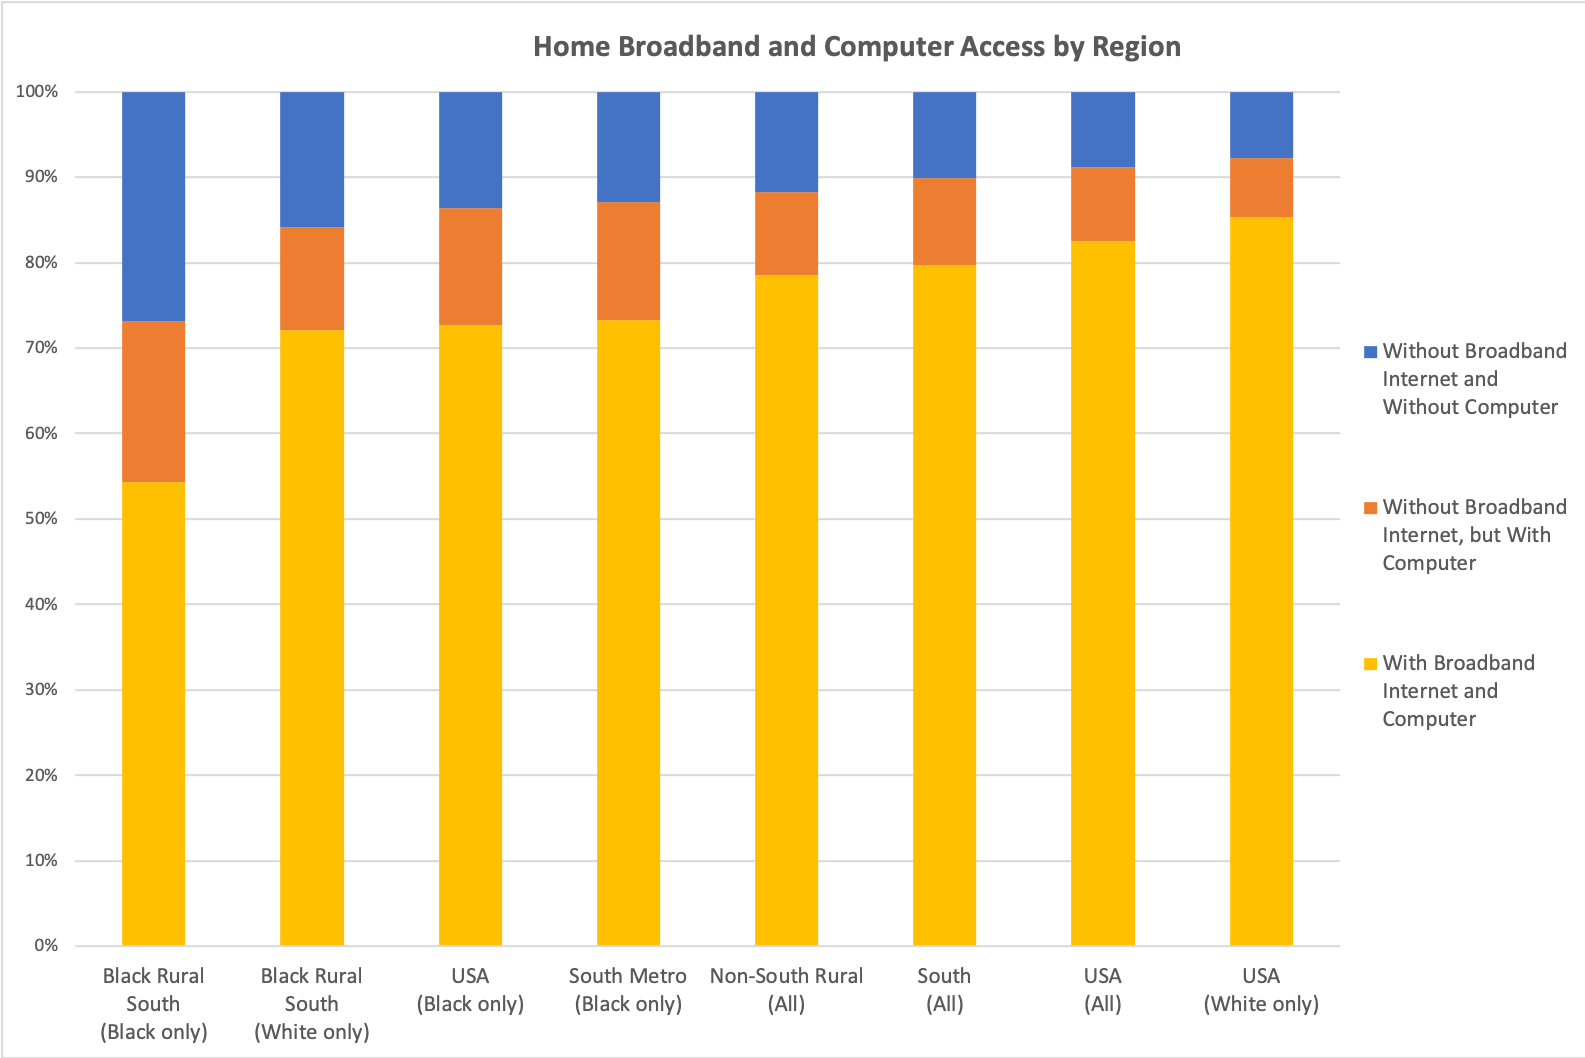 Home Broadband and Computer Access by Region
100%
90%
80%
70%
60%
50%
40%
30%
20%
10%
0%
Black Rural
South
(Black only)
Black Rural
South
(White only)
USA
(Black only)
South Metro
(Black only)
Non-South Rural
(All)
South
(All)
USA
(All)
USA
(White only)
Without Broadband
Internet and
Without Computer
Without Broadband
Internet, but With
Computer
With Broadband
Internet and
Computer